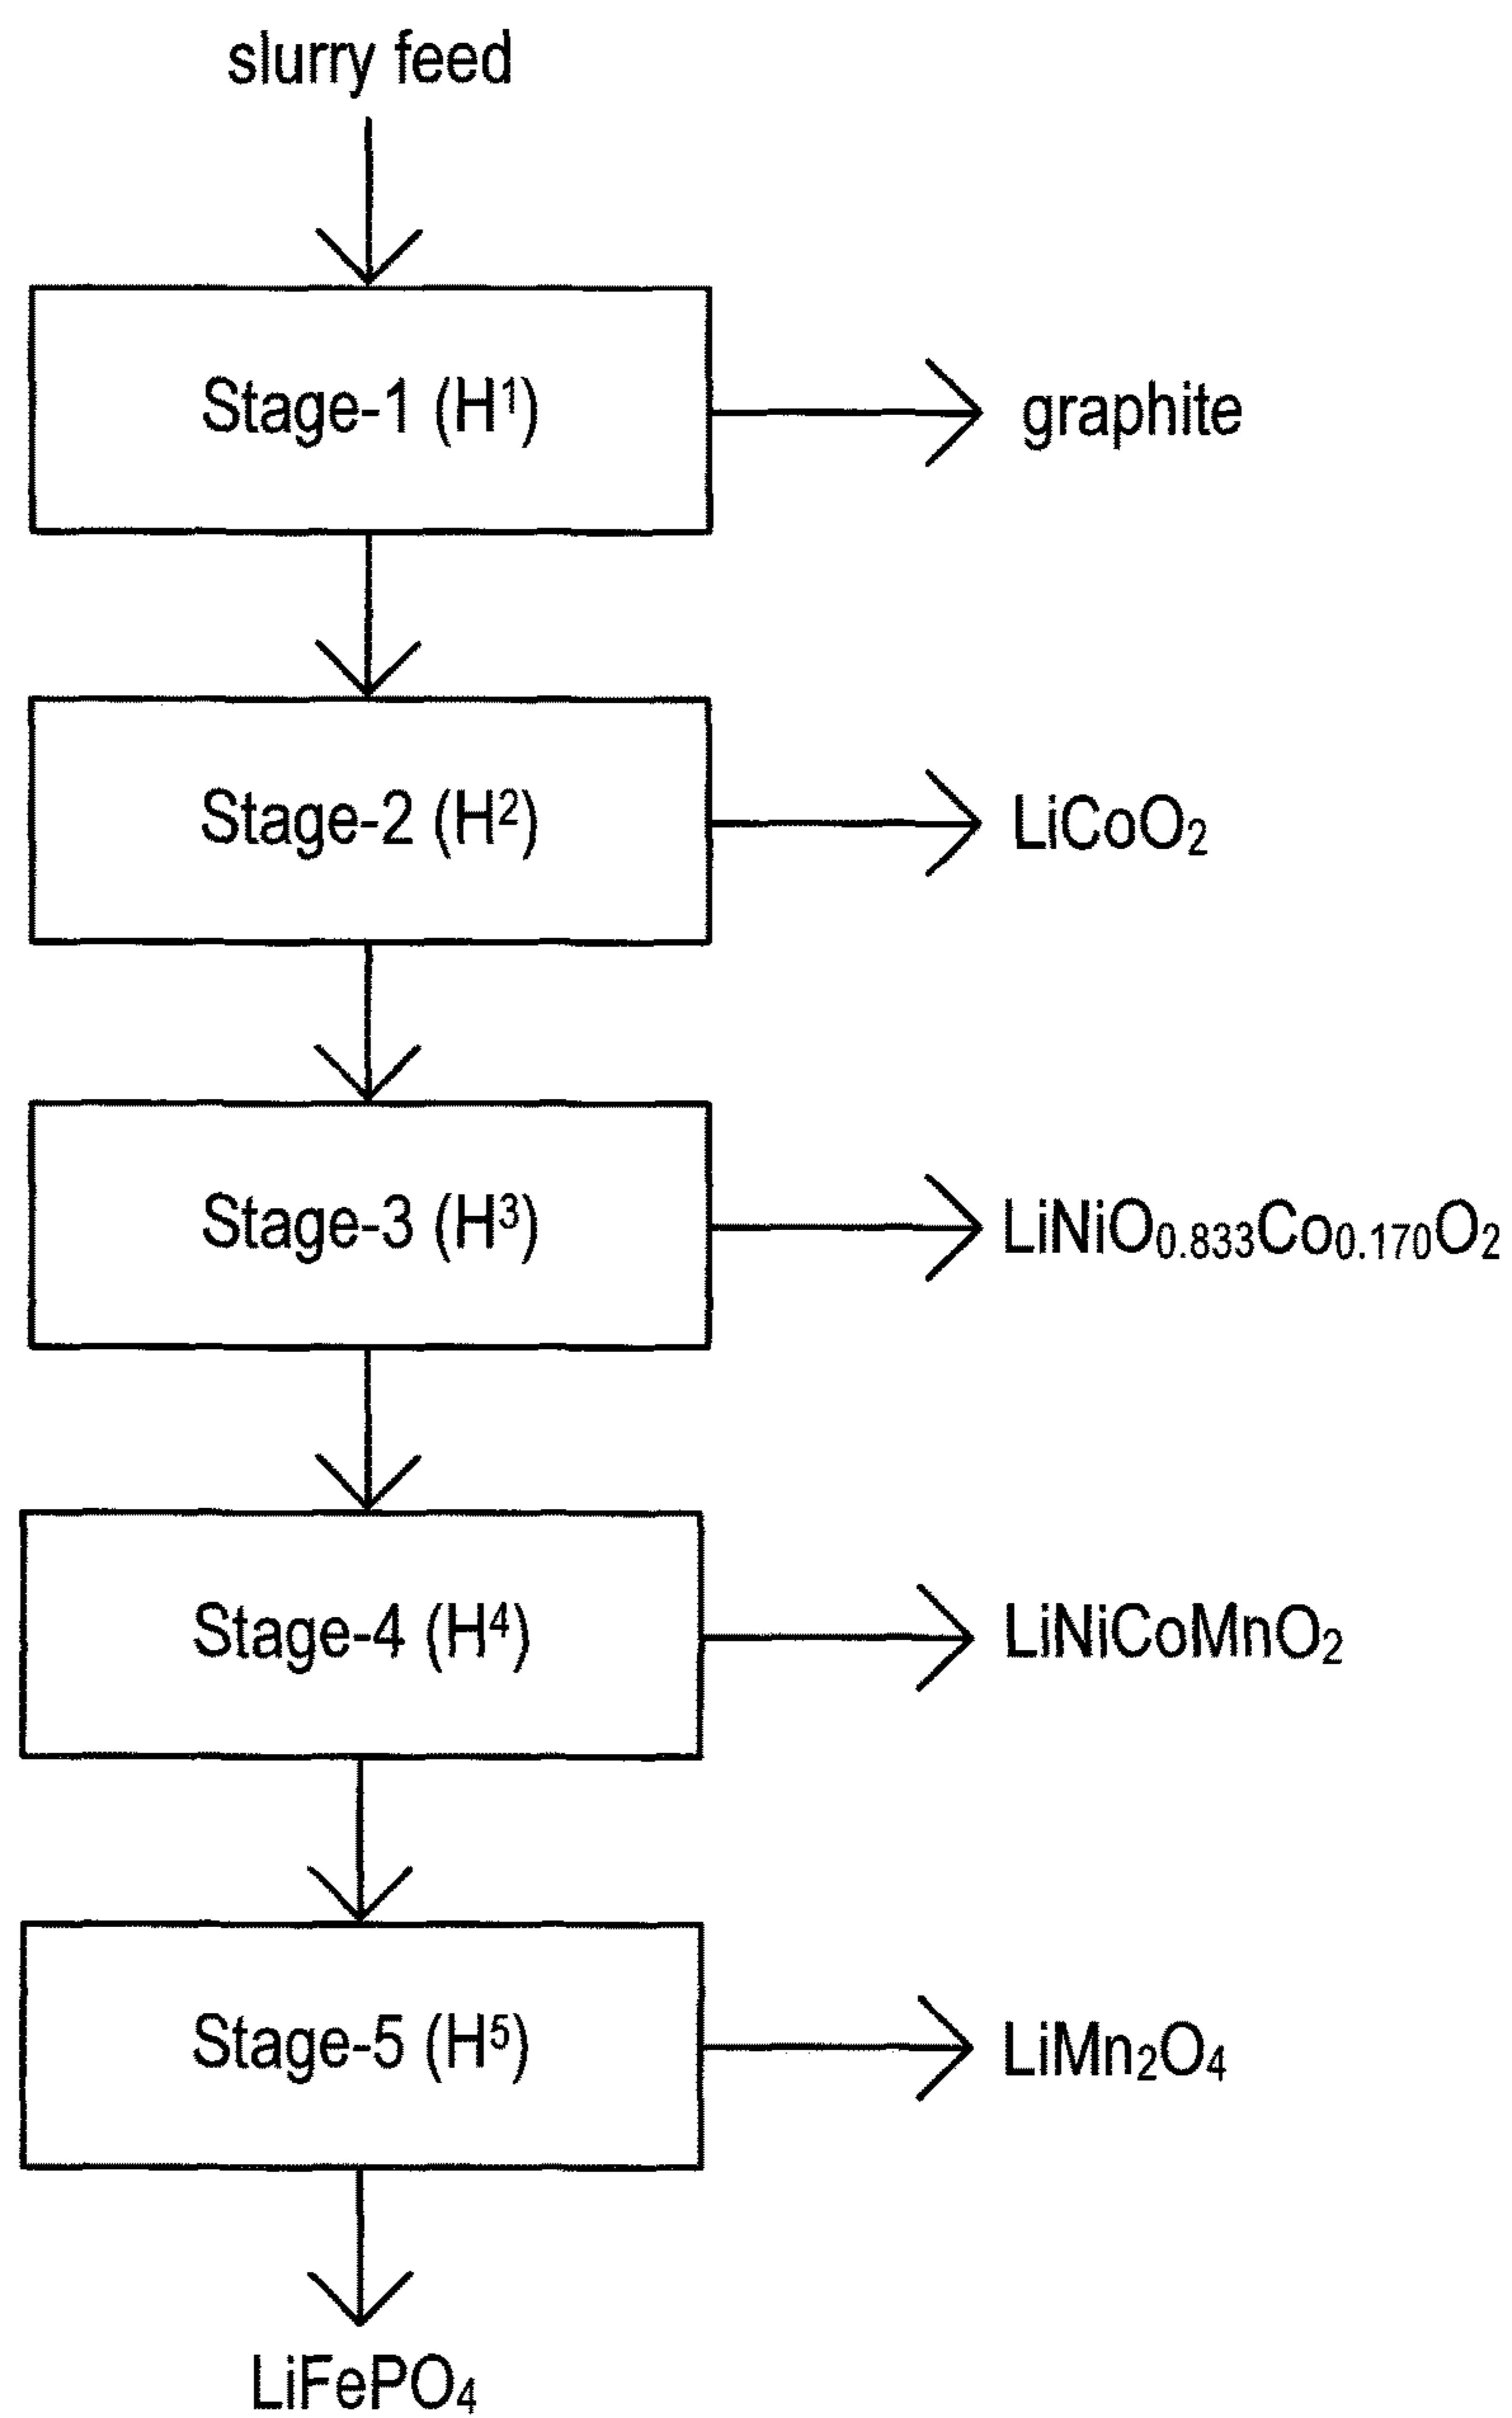 slurry feed
Stage-1 (H¹)
graphite
Stage-2 (H²)
LiCoO₂
Stage-3 (H³)
LiNiO₀.₈₃₃Co₀.₁₇₀O₂
Stage-4 (H⁴)
LiNiCoMnO₂
Stage-5 (H⁵)
LiMn₂O₄
LiFePO₄